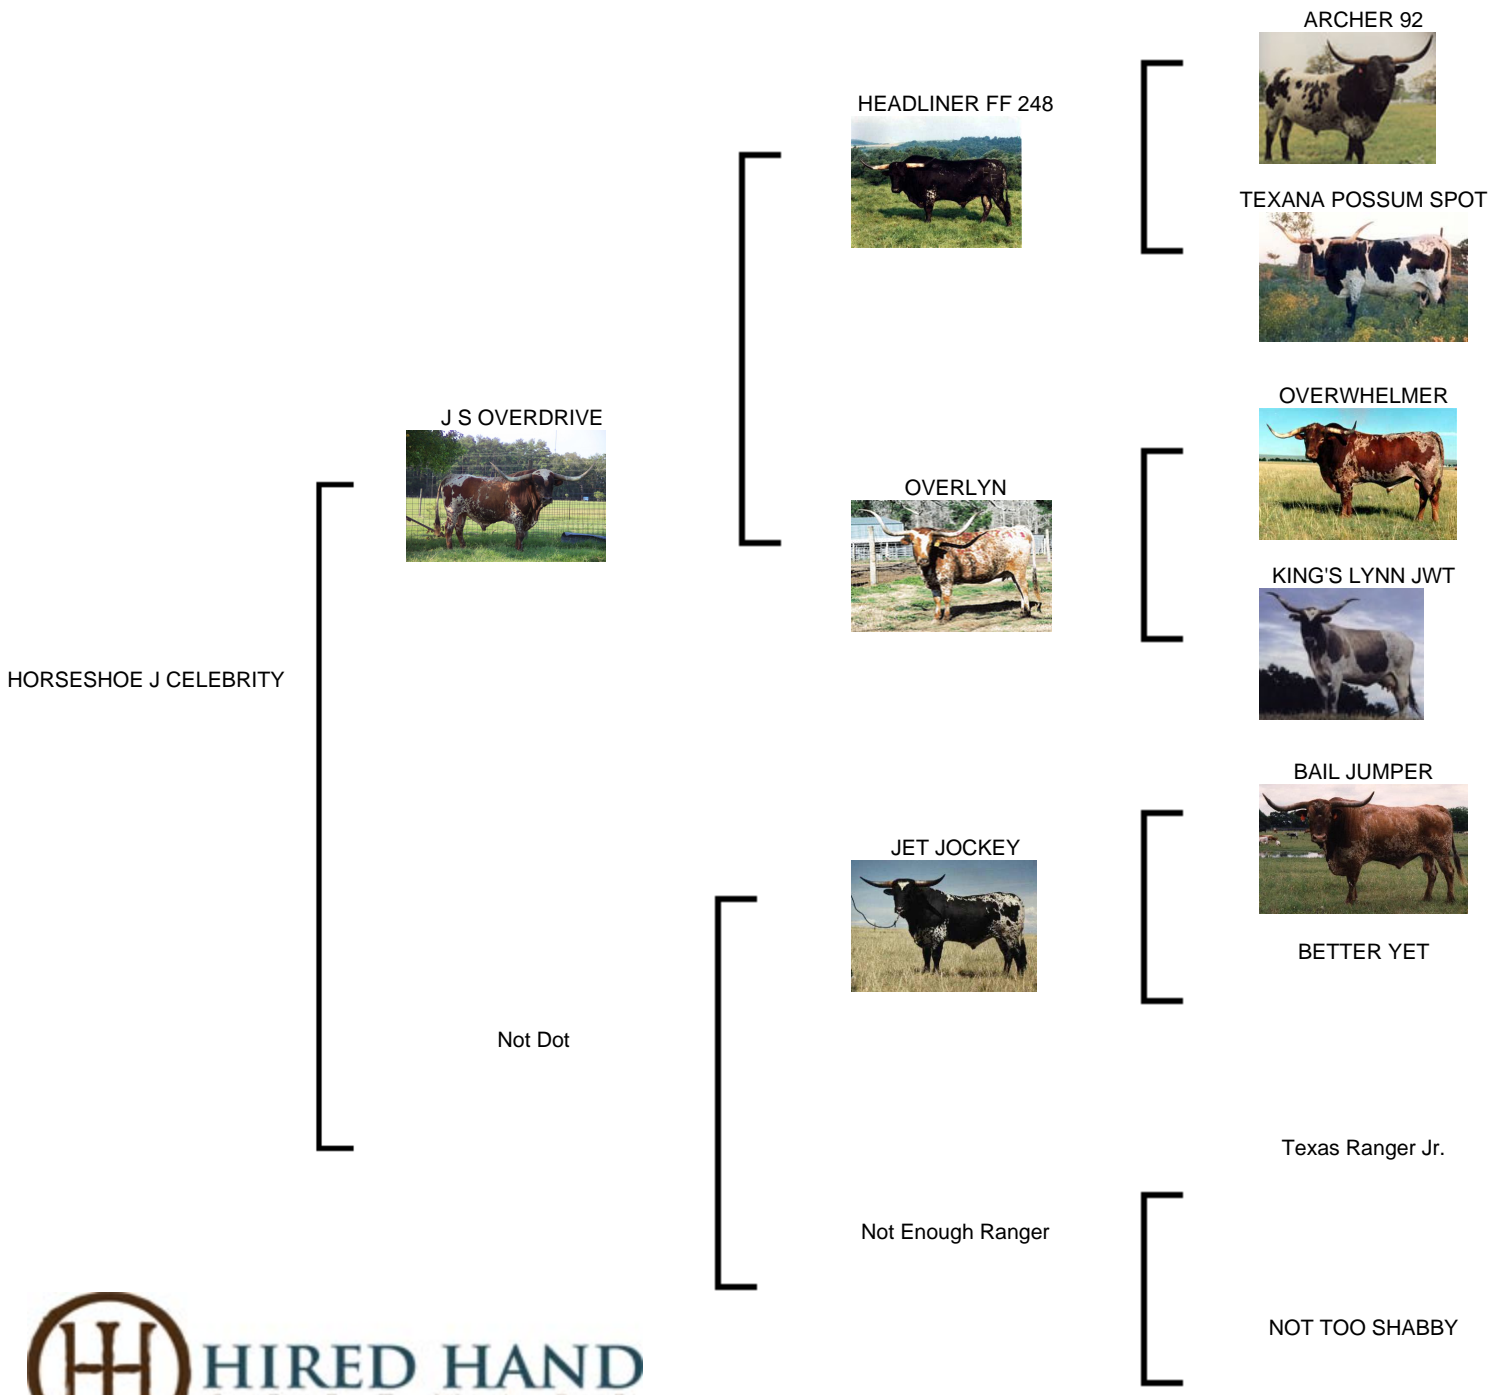 ARCHER 92
HEADLINER FF 248
TEXANA POSSUM SPOT
J S OVERDRIVE
OVERWHELMER
OVERLYN
KING'S LYNN JWT
HORSESHOE J CELEBRITY
BAIL JUMPER
JET JOCKEY
BETTER YET
Not Dot
Texas Ranger Jr.
Not Enough Ranger
NOT TOO SHABBY
HIRED HAND